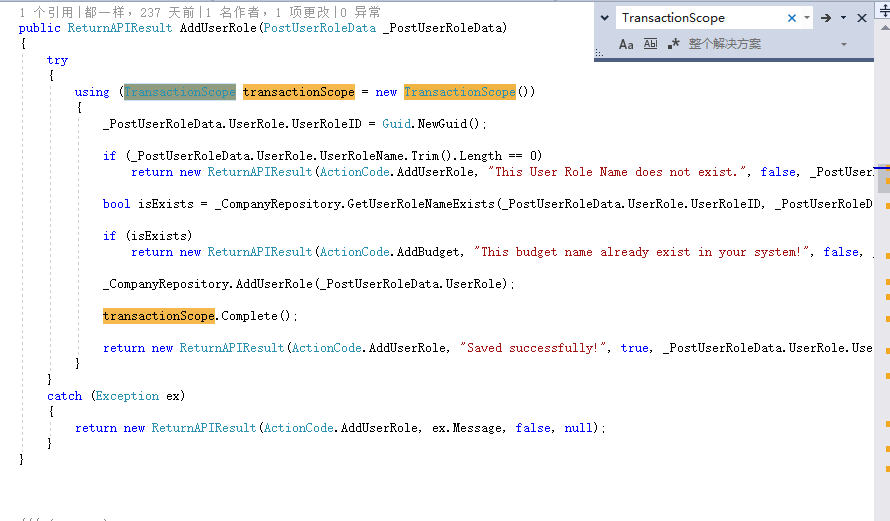 1 个引用|都一样，237 天前|1 名作者，1 项更改|0 异常
public ReturnAPIResult AddUserRole(PostUserRoleData _PostUserRoleData)
{
try
{
using (TransactionScope transactionScope = new TransactionScope())
{
_PostUserRoleData.UserRole.UserRoleID = Guid.NewGuid();
if (_PostUserRoleData.UserRole.UserRoleName.Trim().Length == 0)
return new ReturnAPIResult(ActionCode.AddUserRole, "This User Role Name does not exist.", false, _PostUserR
bool isExists = _CompanyRepository.GetUserRoleNameExists(_PostUserRoleData.UserRole.UserRoleID, _PostUserRoleD
if (isExists)
return new ReturnAPIResult(ActionCode.AddBudget, "This budget name already exist in your system!", false, _
_CompanyRepository.AddUserRole(_PostUserRoleData.UserRole);
transactionScope.Complete();
return new ReturnAPIResult(ActionCode.AddUserRole, "Saved successfully!", true, _PostUserRoleData.UserRole.Use
}
}
catch (Exception ex)
{
return new ReturnAPIResult(ActionCode.AddUserRole, ex.Message, false, null);
}
}
TransactionScope
Aa Ab .* 整个解决方案